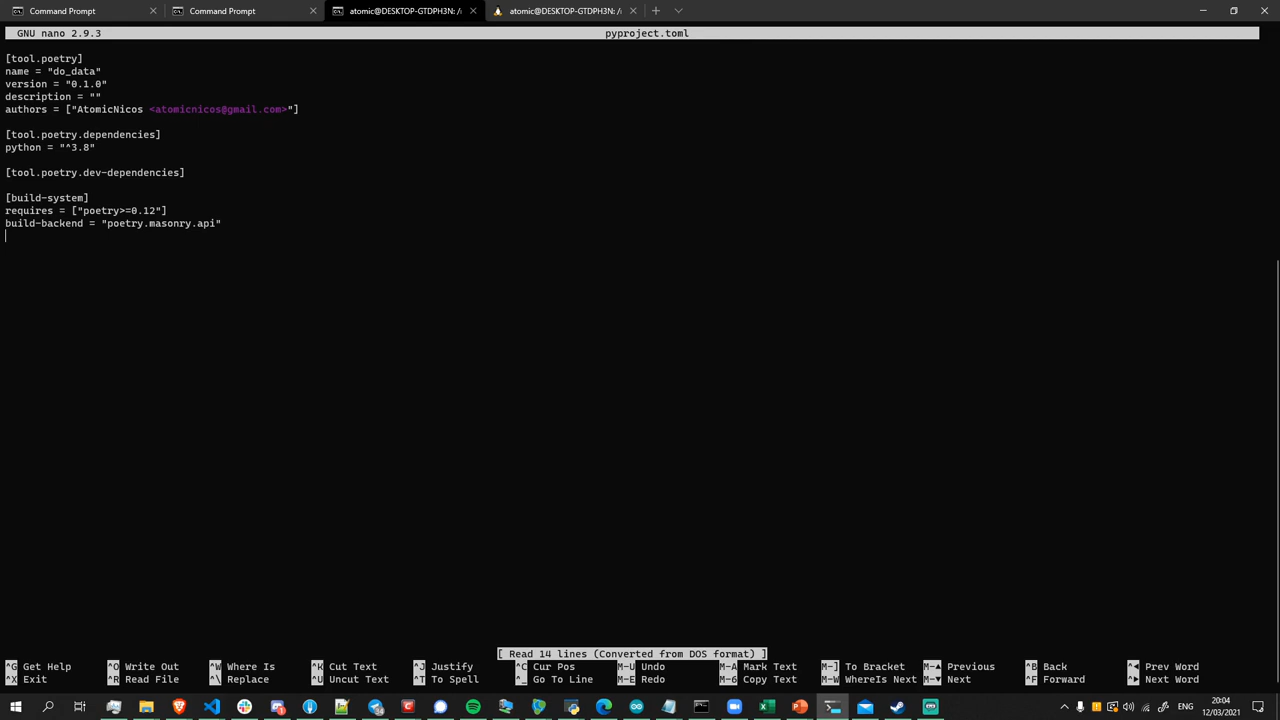 Command Prompt
Command Prompt
atomic@DESKTOP-GTDPH3N: /
atomic@DESKTOP-GTDPH3N: /
GNU nano 2.9.3 pyproject.toml
[tool.poetry]
name = "do_data"
version = "0.1.0"
description = ""
authors = ["AtomicNicos <atomicnicos@gmail.com>"]
[tool.poetry.dependencies]
python = "^3.8"
[tool.poetry.dev-dependencies]
[build-system]
requires = ["poetry>=0.12"]
build-backend = "poetry.masonry.api"
[ Read 14 lines (Converted from DOS format) ]
^G Get Help ^O Write Out ^W Where Is ^K Cut Text ^J Justify ^C Cur Pos M-U Undo M-A Mark Text M-] To Bracket M-▲ Previous ^B Back ^◀ Prev Word
^X Exit ^R Read File ^\ Replace ^U Uncut Text ^T To Spell ^_ Go To Line M-E Redo M-6 Copy Text M-W WhereIs Next M-▼ Next ^F Forward ^▶ Next Word
ENG
20:04
12/03/2021